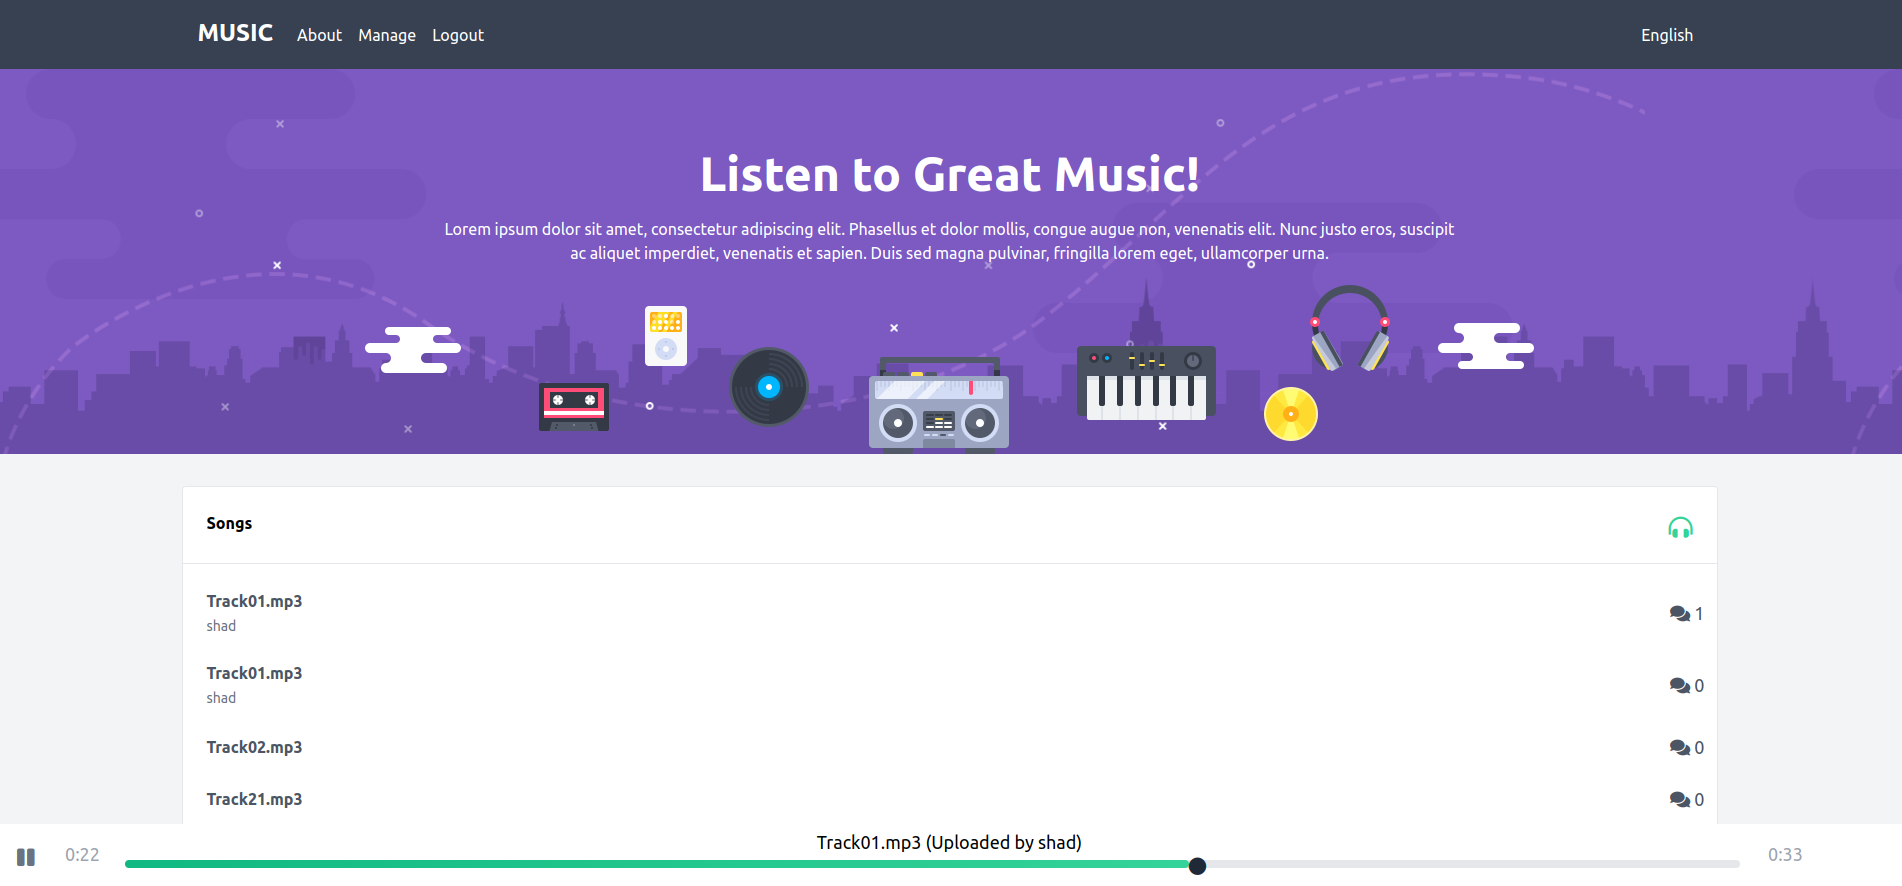 MUSIC About Manage Logout English
Listen to Great Music!
Lorem ipsum dolor sit amet, consectetur adipiscing elit. Phasellus et dolor mollis, congue augue non, venenatis elit. Nunc justo eros, suscipit
ac aliquet imperdiet, venenatis et sapien. Duis sed magna pulvinar, fringilla lorem eget, ullamcorper urna.
Songs
Track01.mp3
shad
1
Track01.mp3
shad
0
Track02.mp3
0
Track21.mp3
0
Track01.mp3 (Uploaded by shad)
0:22
0:33